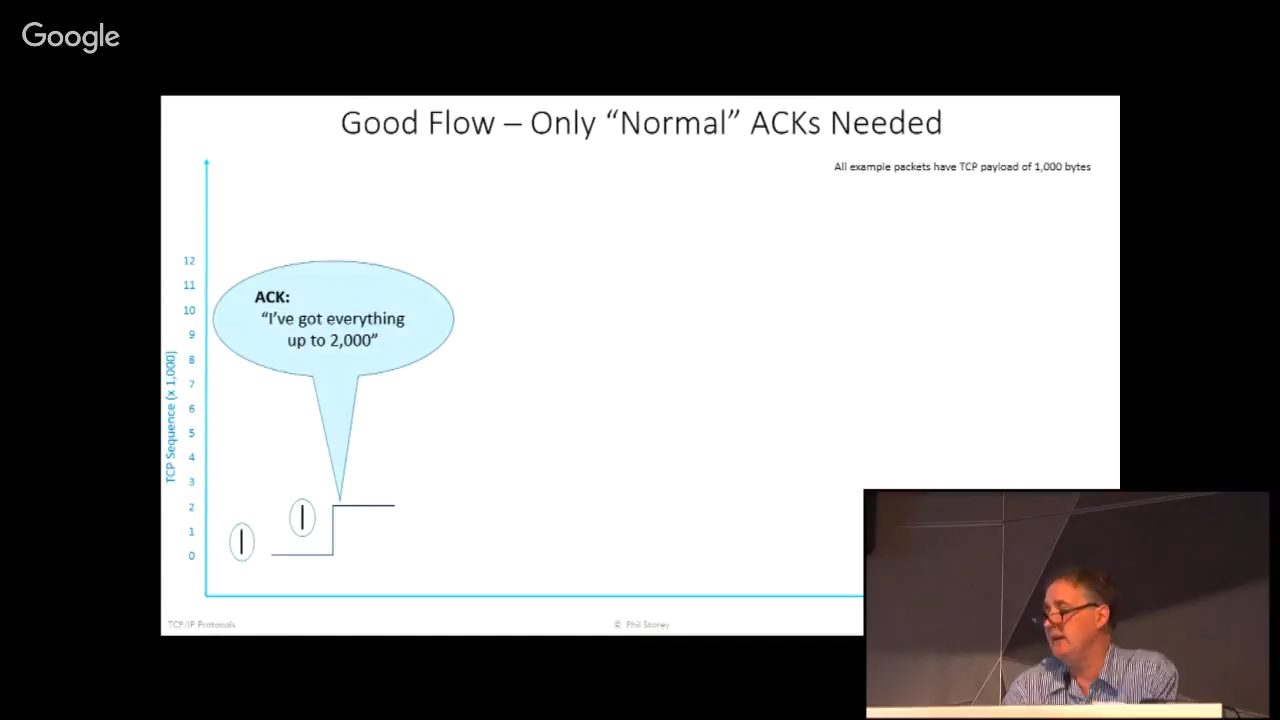 Google
Good Flow – Only “Normal” ACKs Needed
All example packets have TCP payload of 1,000 bytes
12
11
10
9
8
7
6
5
4
3
2
1
0
TCP Sequence (x 1,000)
ACK:
“I’ve got everything
up to 2,000”
TCP/IP Protocols
© Phil Storey